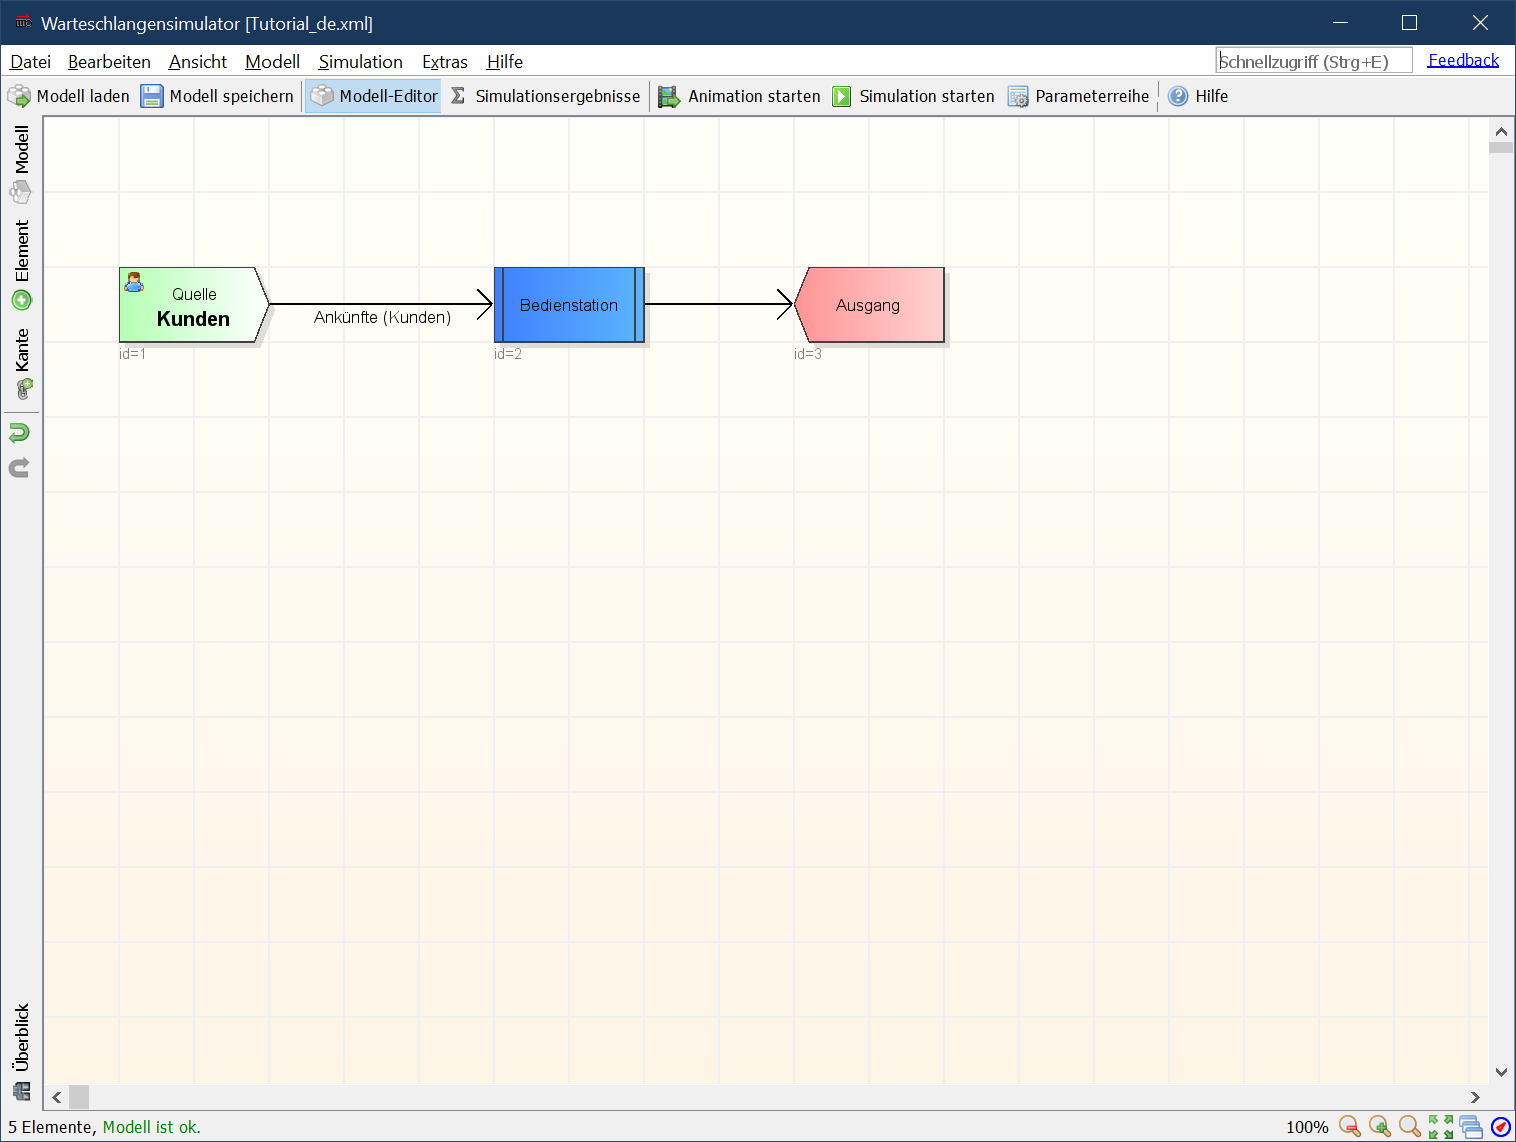 Warteschlangensimulator [Tutorial_de.xml]
Datei Bearbeiten Ansicht Modell Simulation Extras Hilfe Schnellzugriff (Strg+E) Feedback
Modell laden Modell speichern Modell-Editor Σ Simulationsergebnisse Animation starten Simulation starten Parameterreihe ? Hilfe
Modell
Element
Kante
Überblick
Quelle
Kunden
id=1
Ankünfte (Kunden)
Bedienstation
id=2
Ausgang
id=3
5 Elemente, Modell ist ok. 100%